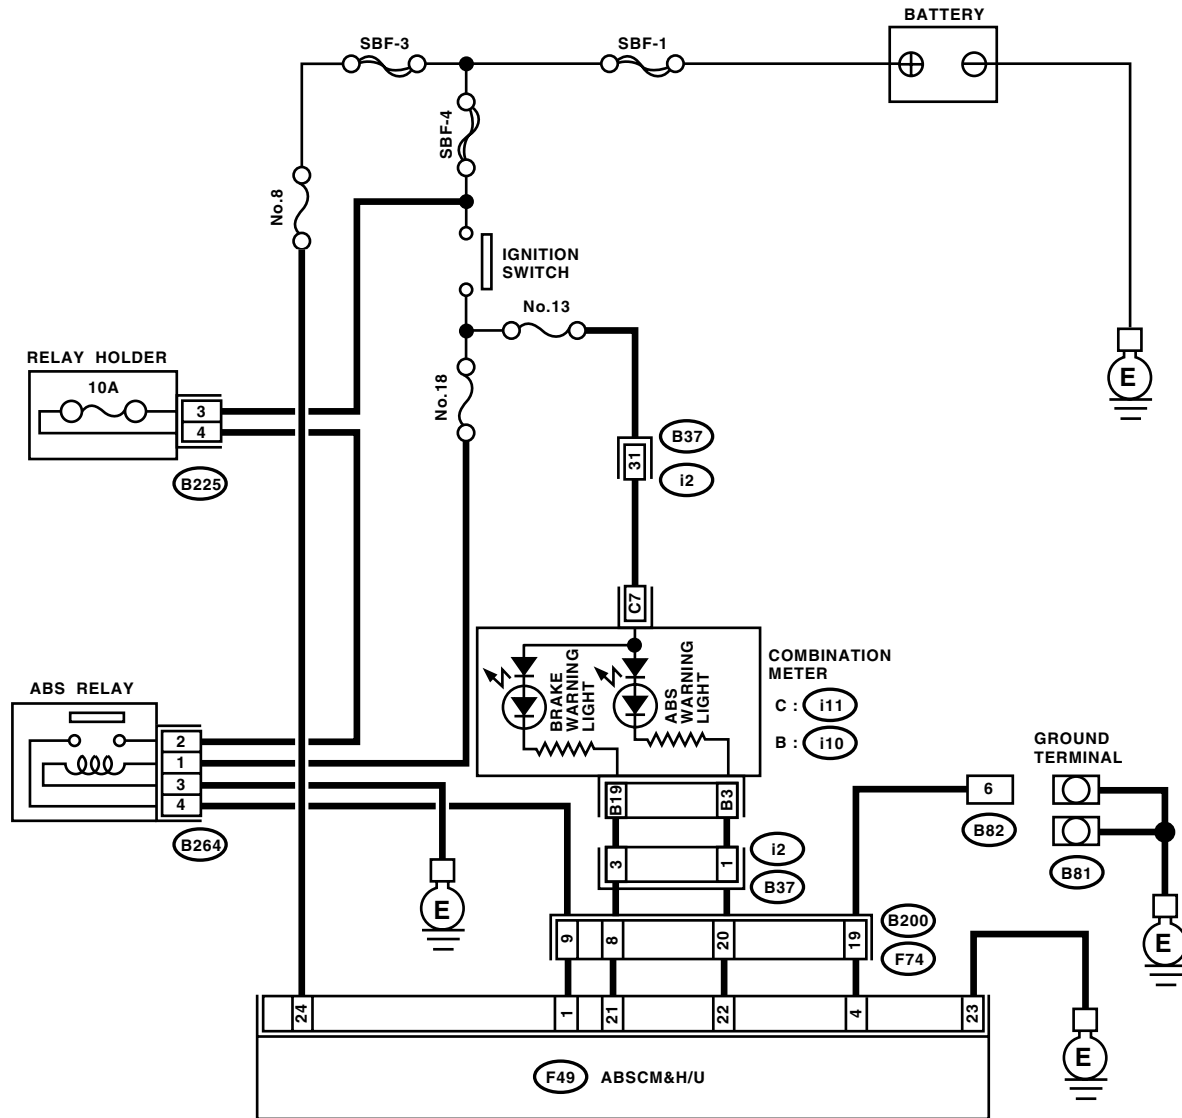 BATTERY
SBF-3
SBF-1
SBF-4
No.8
IGNITION
SWITCH
No.13
RELAY HOLDER
10A
No.18
E
3
4
B37
31
i2
B225
C7
COMBINATION
METER
BRAKE
WARNING
LIGHT
ABS
WARNING
LIGHT
C : i11
B : i10
ABS RELAY
2
1
3
4
GROUND
TERMINAL
6
B19
B3
B82
B264
i2
3
1
B81
B37
E
B200
9
8
20
19
E
F74
24
1
21
22
4
23
E
F49 ABSCM&H/U